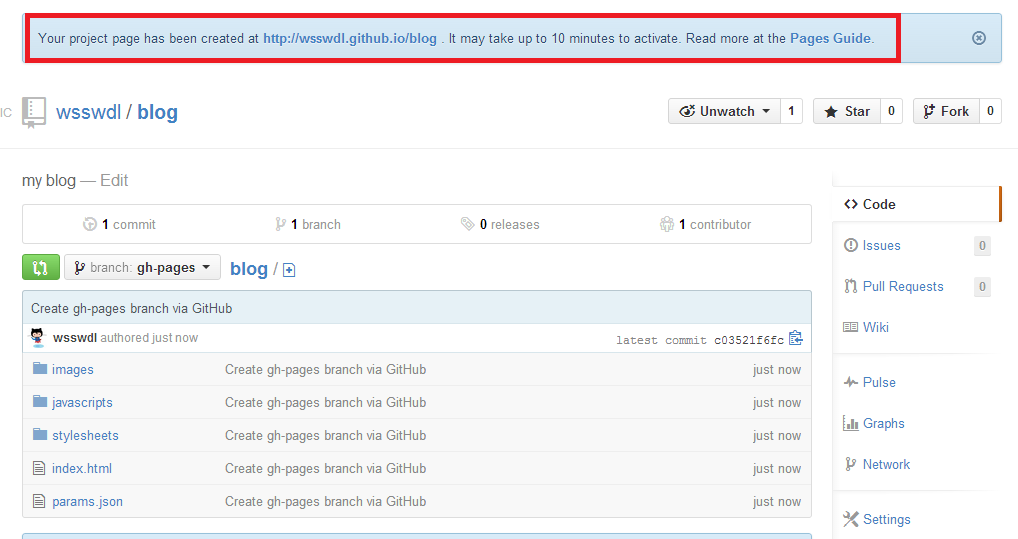 Your project page has been created at http://wsswdl.github.io/blog . It may take up to 10 minutes to activate. Read more at the Pages Guide.
IC wsswdl / blog Unwatch 1 Star 0 Fork 0
my blog — Edit
1 commit 1 branch 0 releases 1 contributor
branch: gh-pages blog /
Create gh-pages branch via GitHub
wsswdl authored just now latest commit c03521f6fc
images Create gh-pages branch via GitHub just now
javascripts Create gh-pages branch via GitHub just now
stylesheets Create gh-pages branch via GitHub just now
index.html Create gh-pages branch via GitHub just now
params.json Create gh-pages branch via GitHub just now
Code
Issues 0
Pull Requests 0
Wiki
Pulse
Graphs
Network
Settings